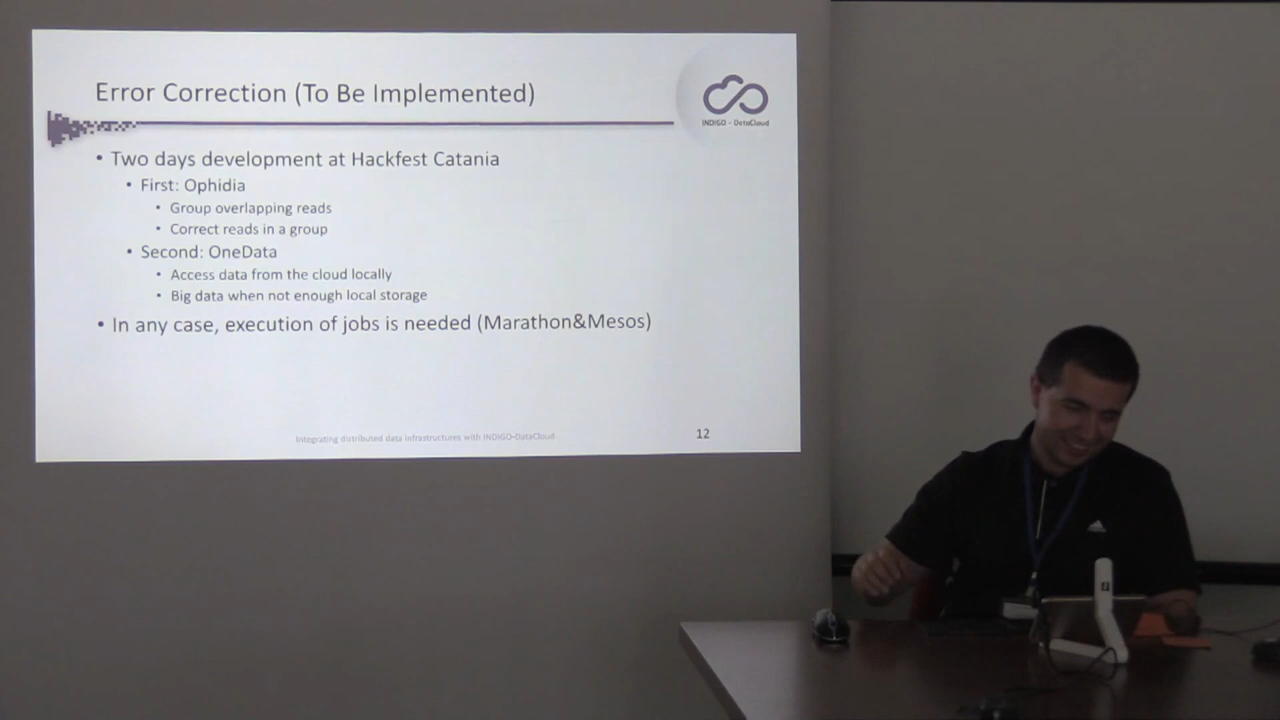 Error Correction (To Be Implemented)
INDIGO - DataCloud
• Two days development at Hackfest Catania
• First: Ophidia
• Group overlapping reads
• Correct reads in a group
• Second: OneData
• Access data from the cloud locally
• Big data when not enough local storage
• In any case, execution of jobs is needed (Marathon&Mesos)
Integrating distributed data infrastructures with INDIGO-DataCloud
12